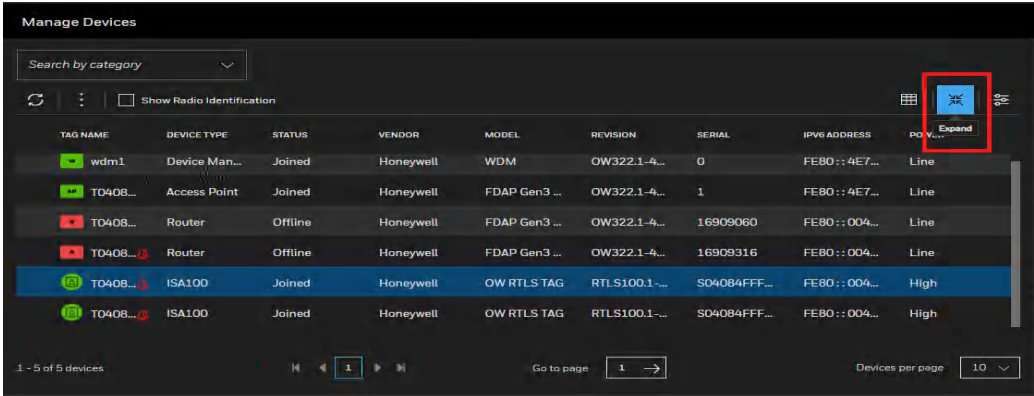 Manage Devices
Search by category
Show Radio Identification
Expand
TAG NAME DEVICE TYPE STATUS VENDOR MODEL REVISION SERIAL IPV6 ADDRESS
wdm1 Device Man... Joined Honeywell WDM OW322.1-4... 0 FE80::4E7... Line
T0408... Access Point Joined Honeywell FDAP Gen3 ... OW322.1-4... 1 FE80::4E7... Line
T0408... Router Offline Honeywell FDAP Gen3 ... OW322.1-4... 16909060 FE80::004... Line
T0408... Router Offline Honeywell FDAP Gen3 ... OW322.1-4... 16909316 FE80::004... Line
T0408... ISA100 Joined Honeywell OW RTLS TAG RTLS100.1-... S04084FFF... FE80::004... High
T0408... ISA100 Joined Honeywell OW RTLS TAG RTLS100.1-... S04084FFF... FE80::004... High
1 - 5 of 5 devices 1 Go to page 1 Devices per page 10